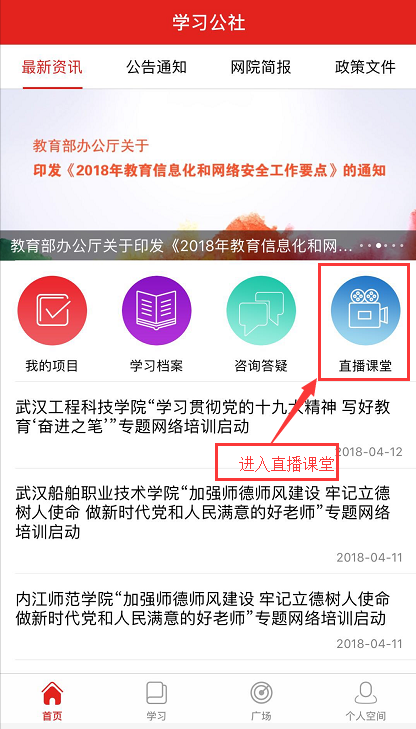 学习公社
最新资讯 公告通知 网院简报 政策文件
教育部办公厅关于
印发《2018年教育信息化和网络安全工作要点》的通知
教育部办公厅关于印发《2018年教育信息化和网...
我的项目 学习档案 咨询答疑 直播课堂
武汉工程科技学院“学习贯彻党的十九大精神 写好教
育‘奋进之笔’”专题网络培训启动
2018-04-12
进入直播课堂
武汉船舶职业技术学院“加强师德师风建设 牢记立德
树人使命 做新时代党和人民满意的好老师”专题网络
培训启动
2018-04-11
内江师范学院“加强师德师风建设 牢记立德树人使命
做新时代党和人民满意的好老师”专题网络培训启动
2018-04-11
首页 学习 广场 个人空间